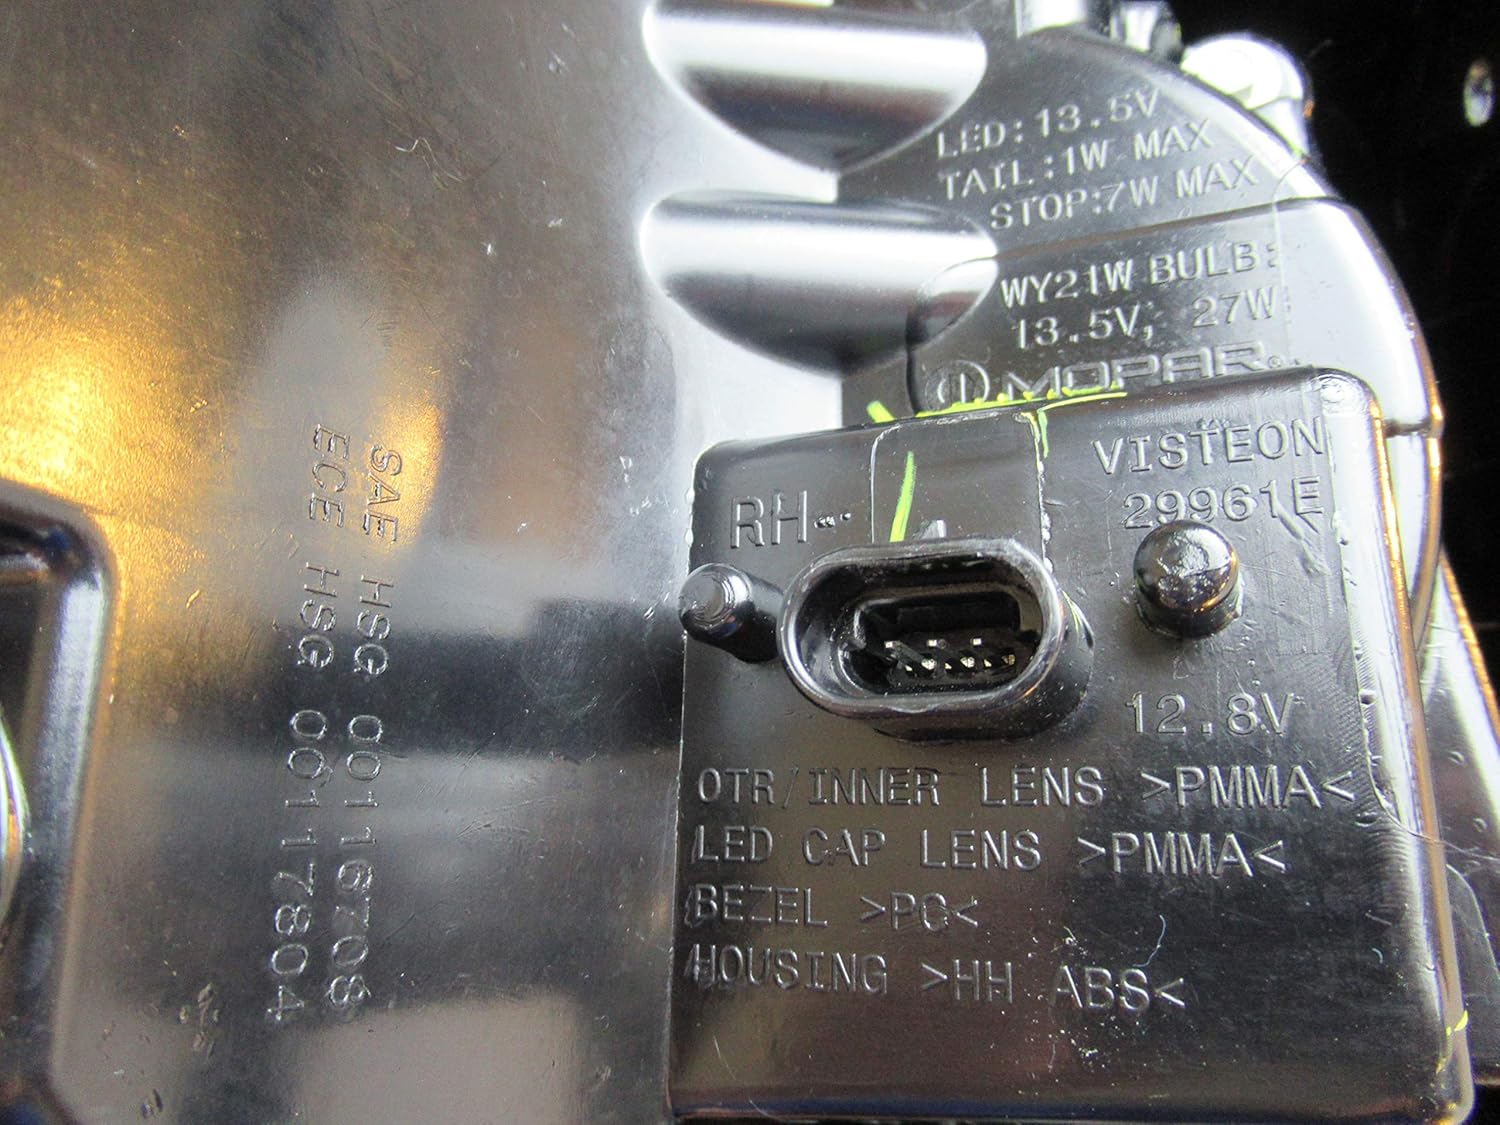 LED:13.5V
TAIL:1W MAX
STOP:7W MAX
WY21W BULB:
13.5V, 27W
MOPAR®
VISTEON
29961E
RH--
12.8V
OTR/INNER LENS >PMMA<
LED CAP LENS >PMMA<
BEZEL >PC<
HOUSING >HH ABS<
SAE HSG 00116708
ECE HSG 00117804